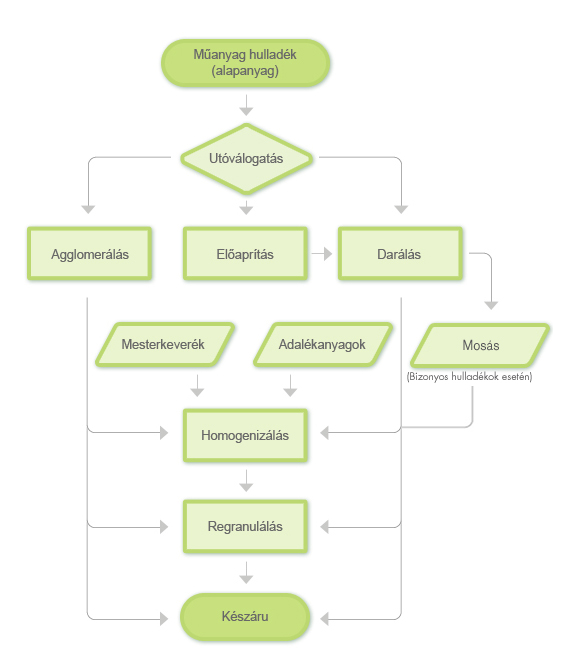 Műanyag hulladék
(alapanyag)
Utóválogatás
Agglomerálás
Előaprítás
Darálás
Mesterkeverék
Adalékanyagok
Mosás
(Bizonyos hulladékok esetén)
Homogenizálás
Regranulálás
Készáru